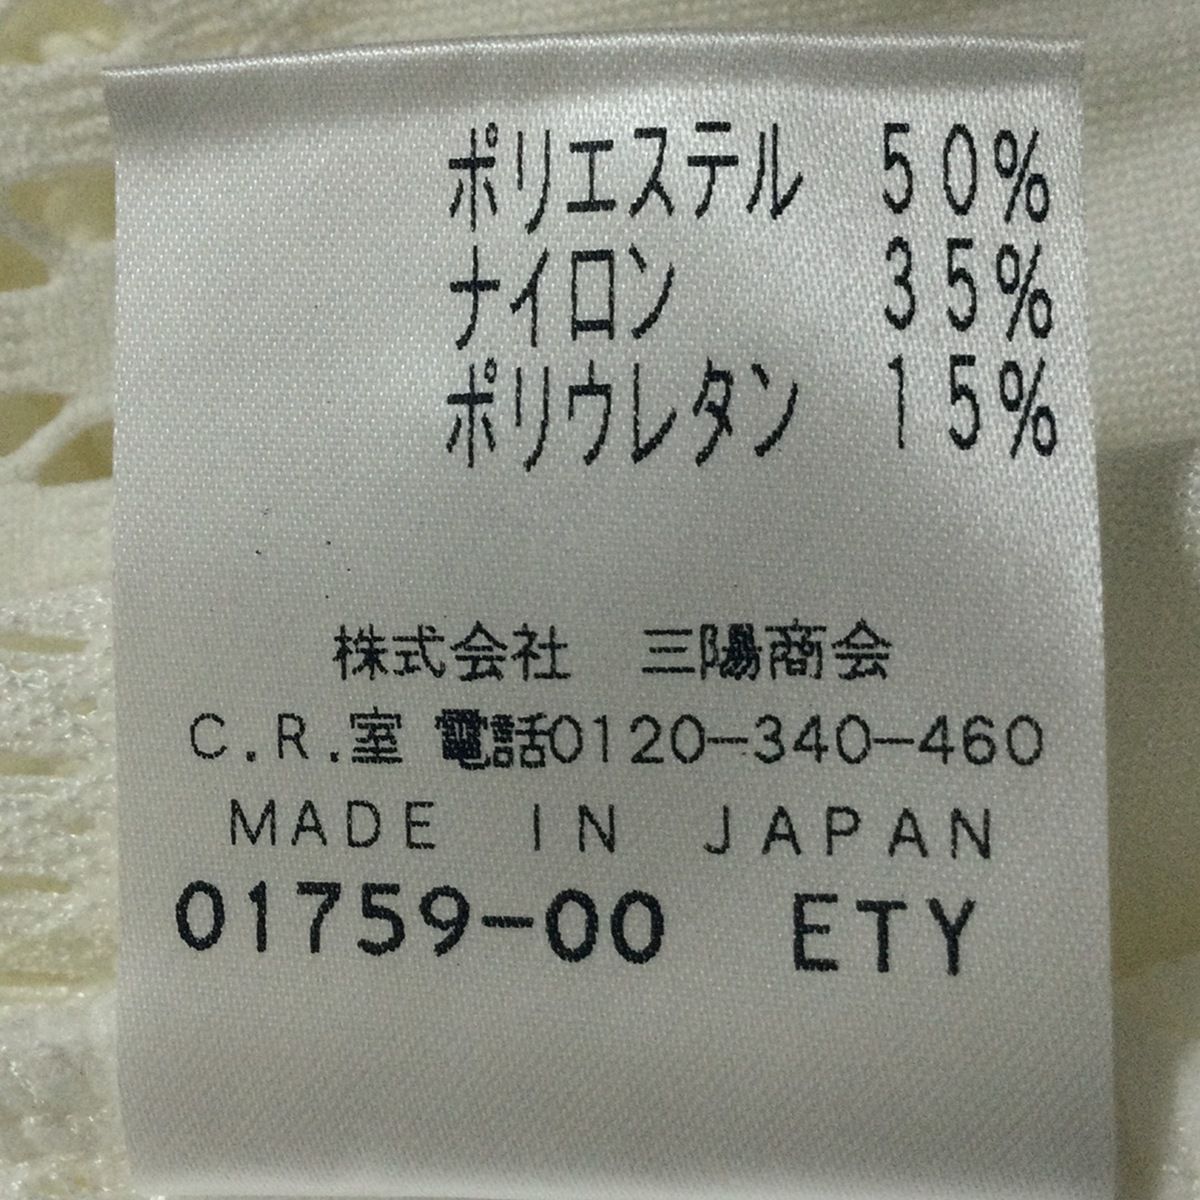 ポリエステル 50%
ナイロン 35%
ポリウレタン 15%
株式会社 三陽商会
C.R.室 電話0120-340-460
MADE IN JAPAN
01759-00 ETY